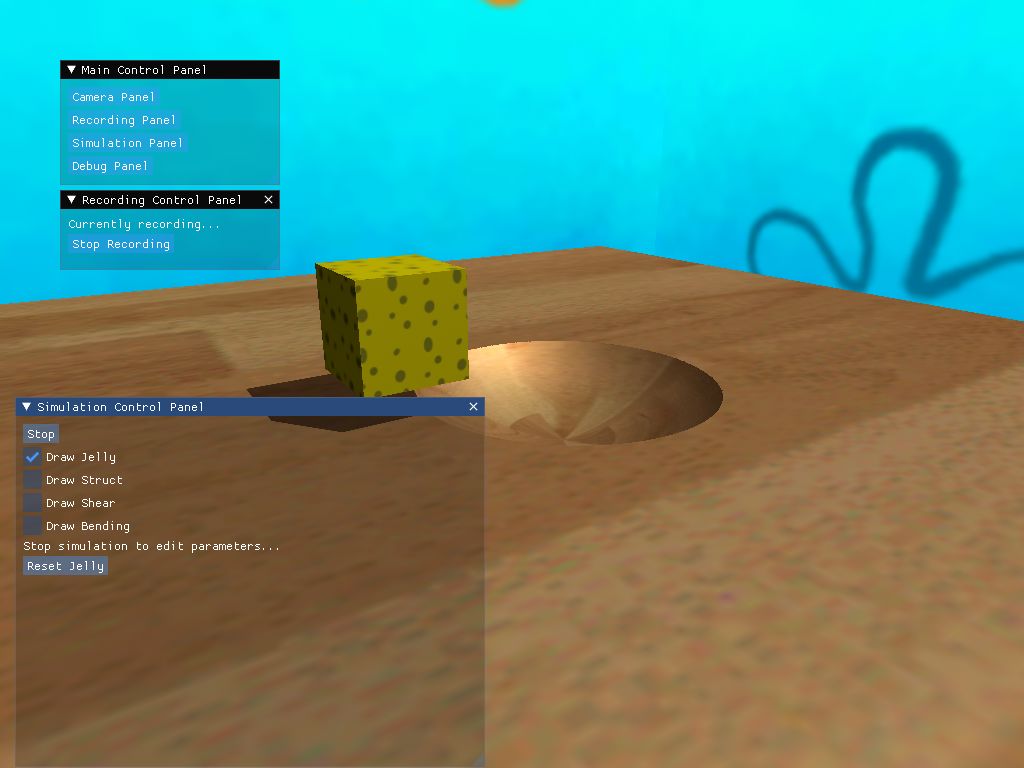 Main Control Panel
Camera Panel
Recording Panel
Simulation Panel
Debug Panel
Recording Control Panel
Currently recording...
Stop Recording
Simulation Control Panel
Stop
Draw Jelly
Draw Struct
Draw Shear
Draw Bending
Stop simulation to edit parameters...
Reset Jelly